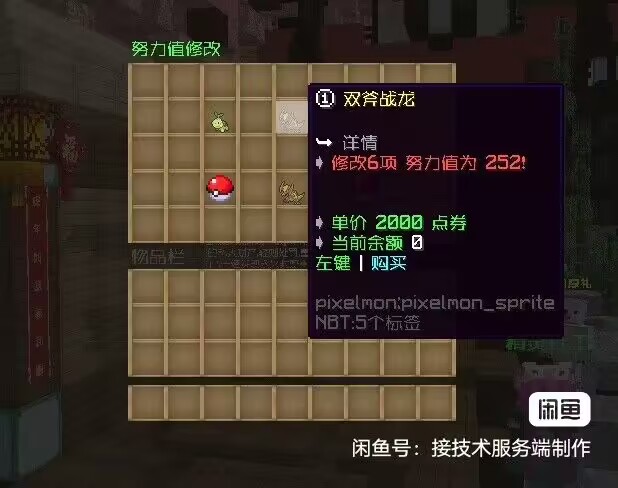 努力值修改
① 双斧战龙
详情
修改6项 努力值为 252!
单价 2000 点券
当前余额 0
左键 | 购买
物品栏
pixelmon:pixelmon_sprite
NBT:5个标签
闲鱼
闲鱼号：接技术服务端制作